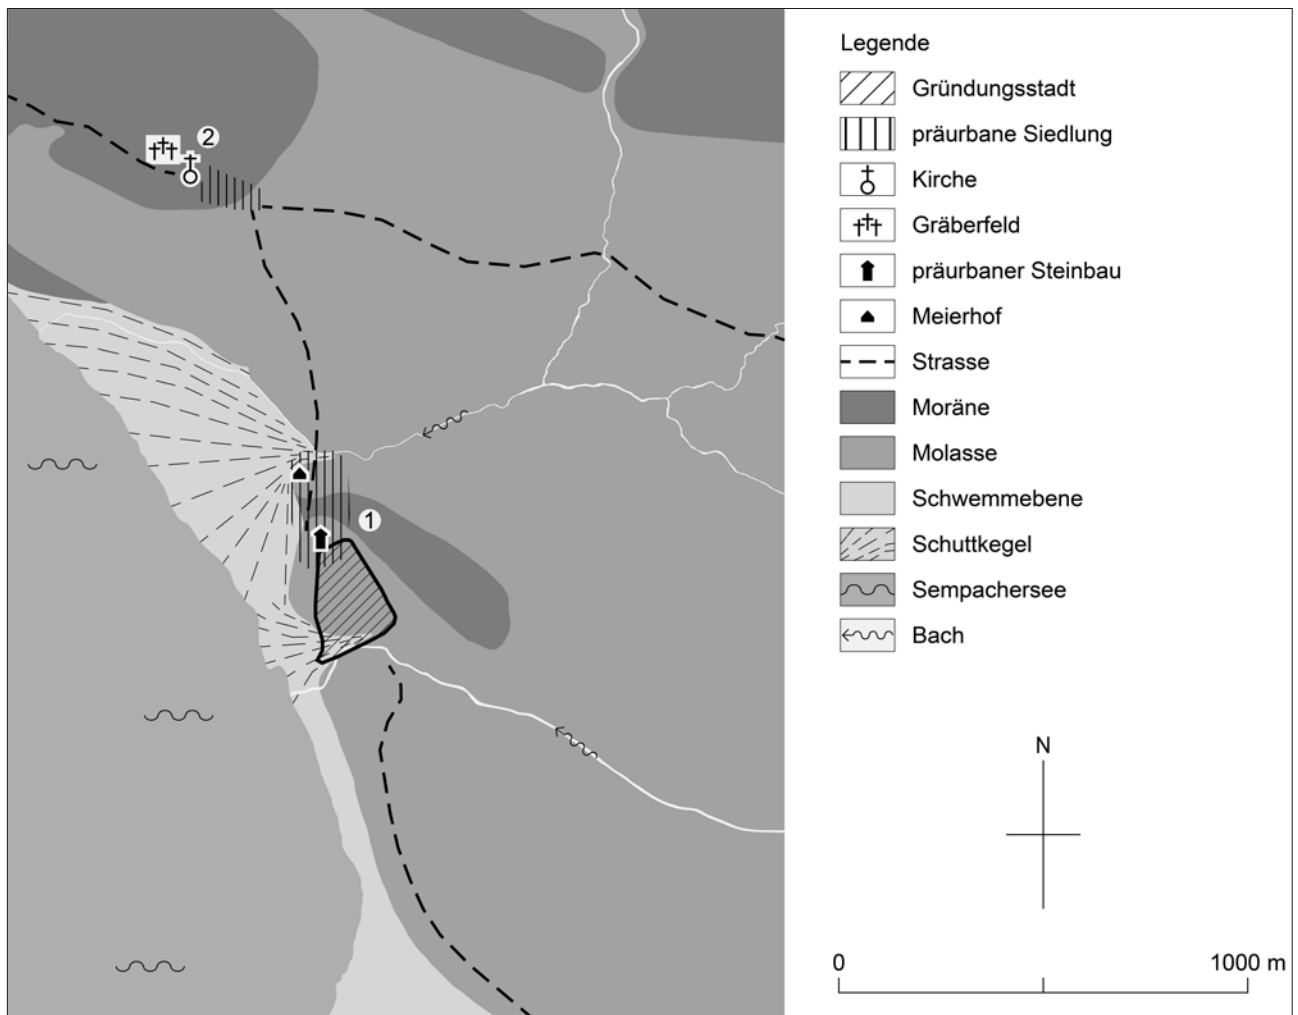 2
1
Legende
Gründungsstadt
präurbane Siedlung
Kirche
Gräberfeld
präurbaner Steinbau
Meierhof
Strasse
Moräne
Molasse
Schwemmebene
Schuttkegel
Sempachersee
Bach
N
0 1000 m